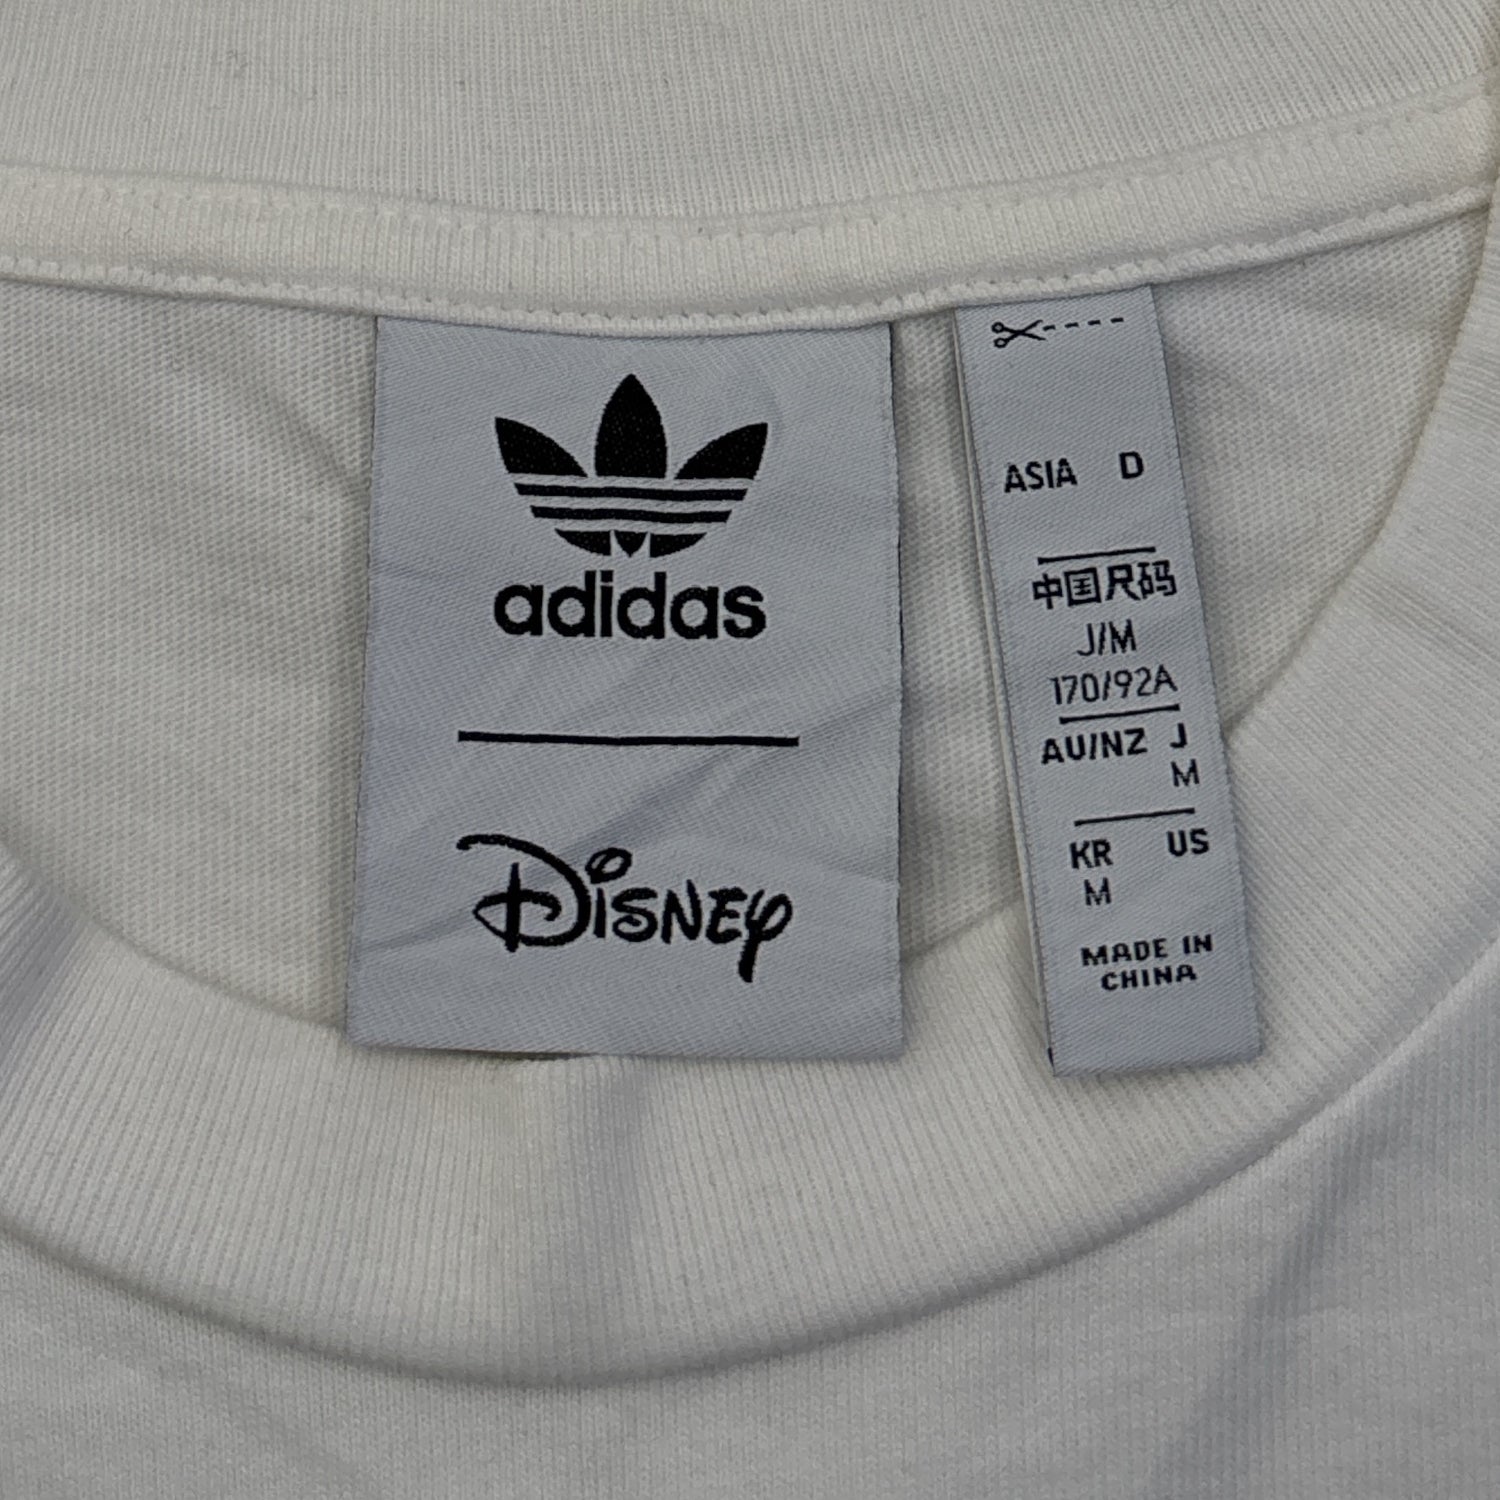 adidas
Disney
ASIA D
中国尺码
J/M
170/92A
AU/NZ J
M
KR US
M
MADE IN
CHINA